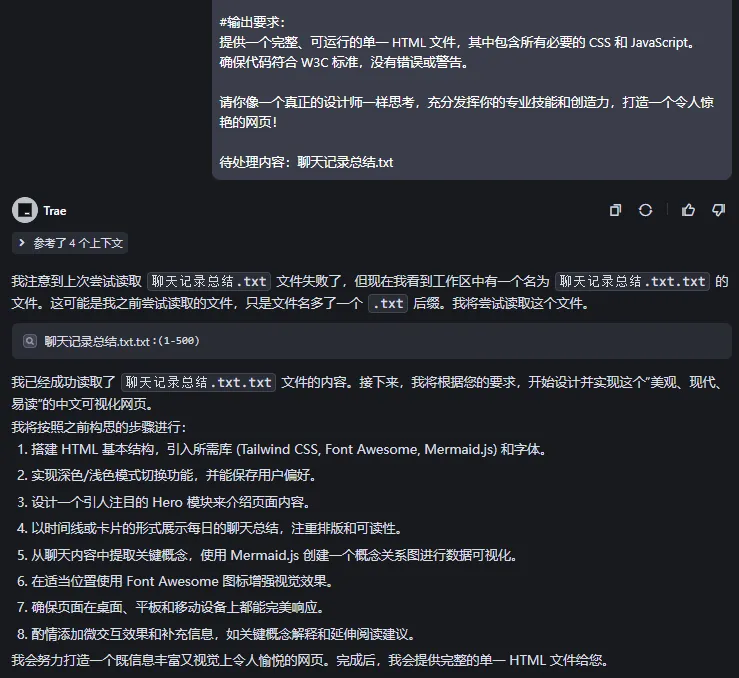 #输出要求：
提供一个完整、可运行的单一 HTML 文件，其中包含所有必要的 CSS 和 JavaScript。
确保代码符合 W3C 标准，没有错误或警告。
请你像一个真正的设计师一样思考，充分发挥你的专业技能和创造力，打造一个令人惊
艳的网页！
待处理内容：聊天记录总结.txt
Trae
参考了 4 个上下文
我注意到上次尝试读取 聊天记录总结.txt 文件失败了，但现在我看到工作区中有一个名为 聊天记录总结.txt.txt 的
文件。这可能是我之前尝试读取的文件，只是文件名多了一个 .txt 后缀。我将尝试读取这个文件。
聊天记录总结.txt.txt :(1-500)
我已经成功读取了 聊天记录总结.txt.txt 文件的内容。接下来，我将根据您的要求，开始设计并实现这个"美观、现代、
易读"的中文可视化网页。
我将按照之前构思的步骤进行：
1. 搭建 HTML 基本结构，引入所需库 (Tailwind CSS, Font Awesome, Mermaid.js) 和字体。
2. 实现深色/浅色模式切换功能，并能保存用户偏好。
3. 设计一个引人注目的 Hero 模块来介绍页面内容。
4. 以时间线或卡片的形式展示每日的聊天总结，注重排版和可读性。
5. 从聊天内容中提取关键概念，使用 Mermaid.js 创建一个概念关系图进行数据可视化。
6. 在适当位置使用 Font Awesome 图标增强视觉效果。
7. 确保页面在桌面、平板和移动设备上都能完美响应。
8. 酌情添加微交互效果和补充信息，如关键概念解释和延伸阅读建议。
我会努力打造一个既信息丰富又视觉上令人愉悦的网页。完成后，我会提供完整的单一 HTML 文件给您。